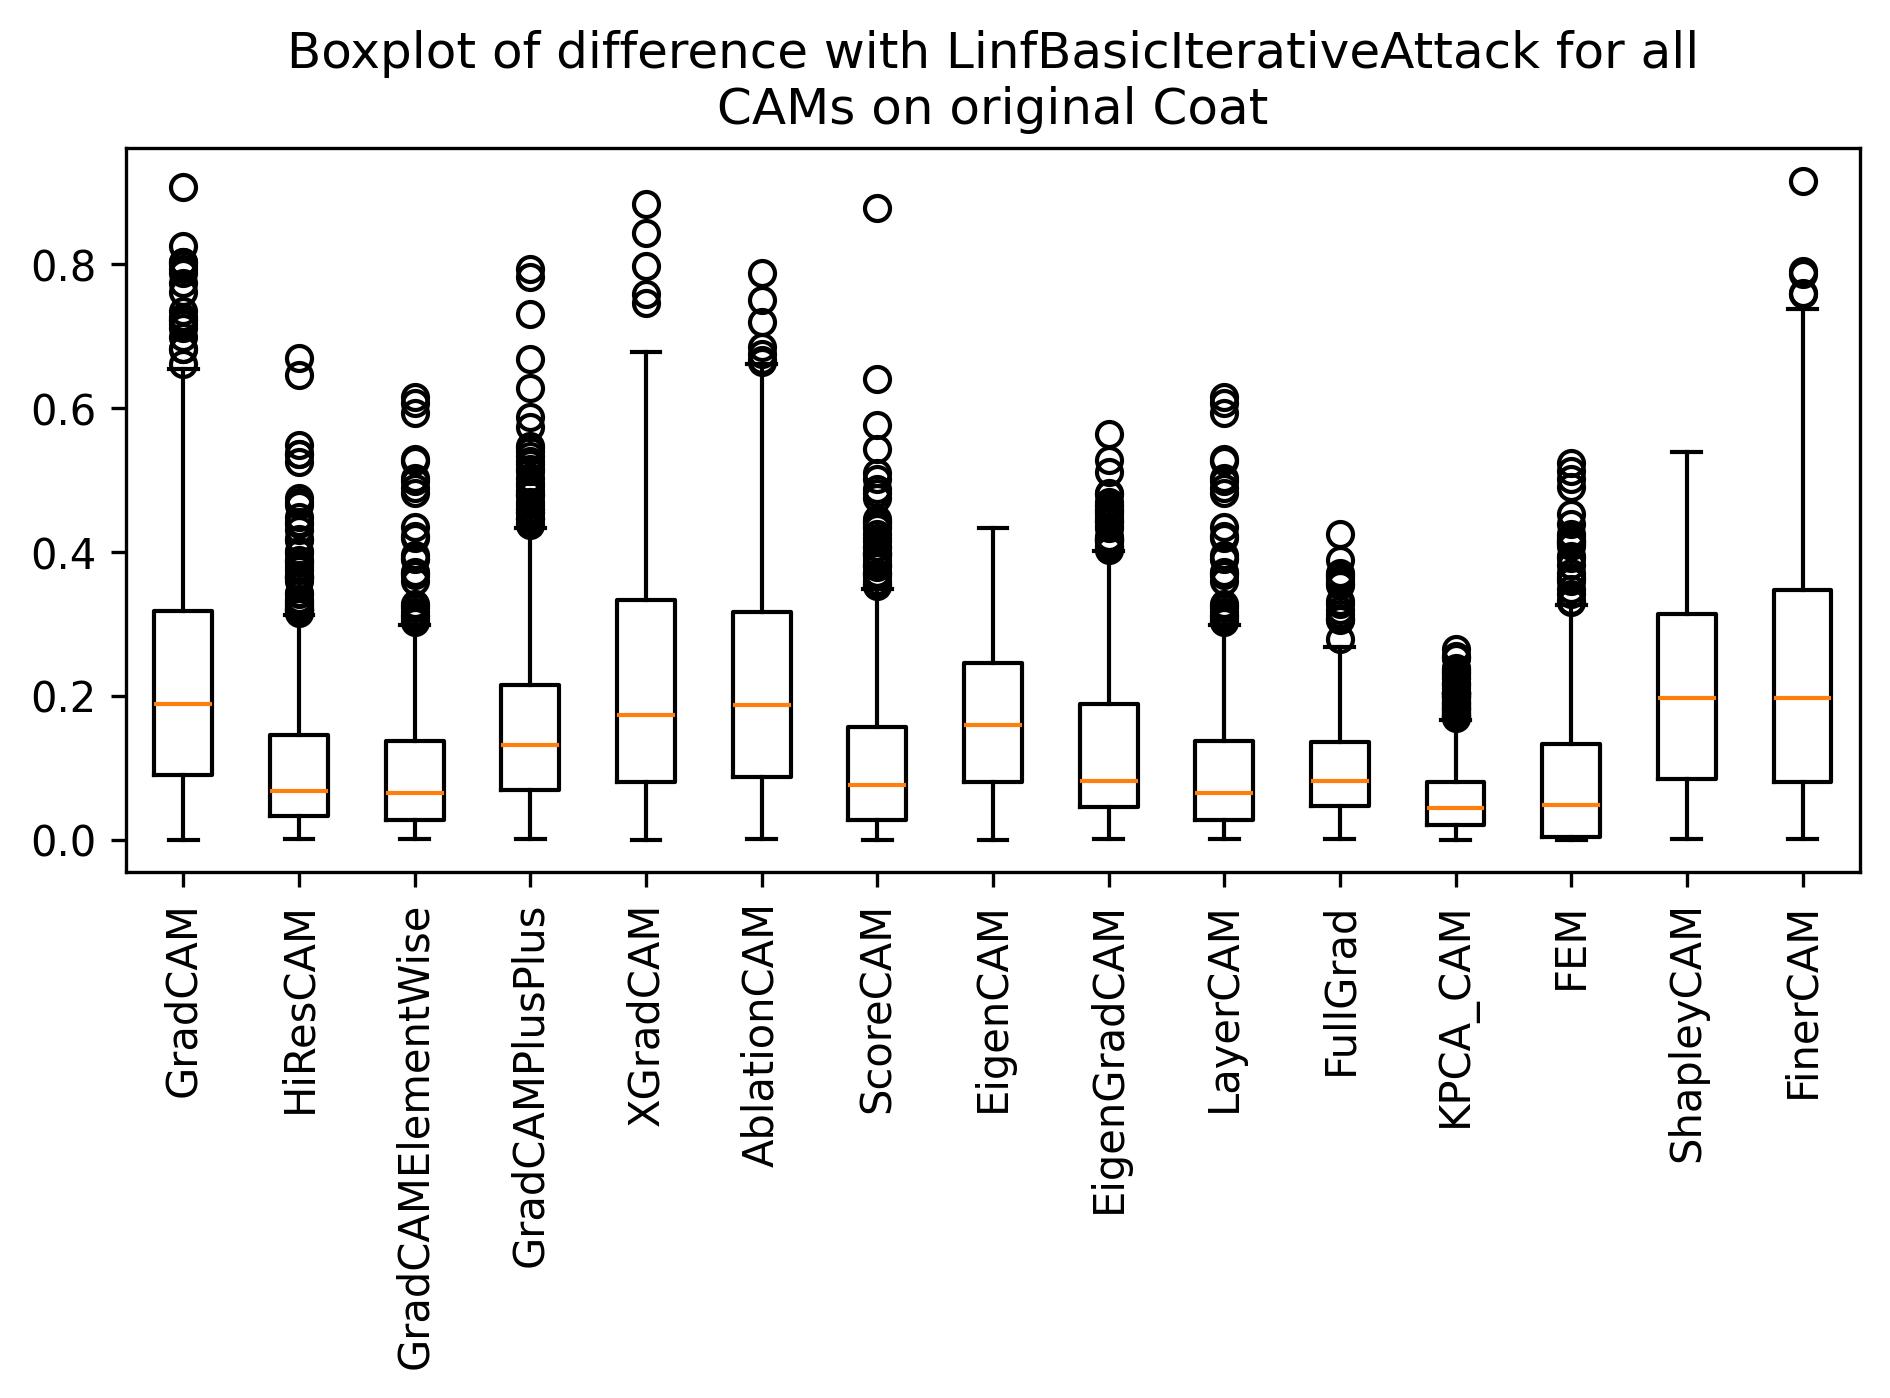 Boxplot of difference with LinfBasicIterativeAttack for all
CAMs on original Coat
0.8
0.6
0.4
0.2
0.0
GradCAM
HiResCAM
GradCAMElementWise
GradCAMPlusPlus
XGradCAM
AblationCAM
ScoreCAM
EigenCAM
EigenGradCAM
LayerCAM
FullGrad
KPCA_CAM
FEM
ShapleyCAM
FinerCAM